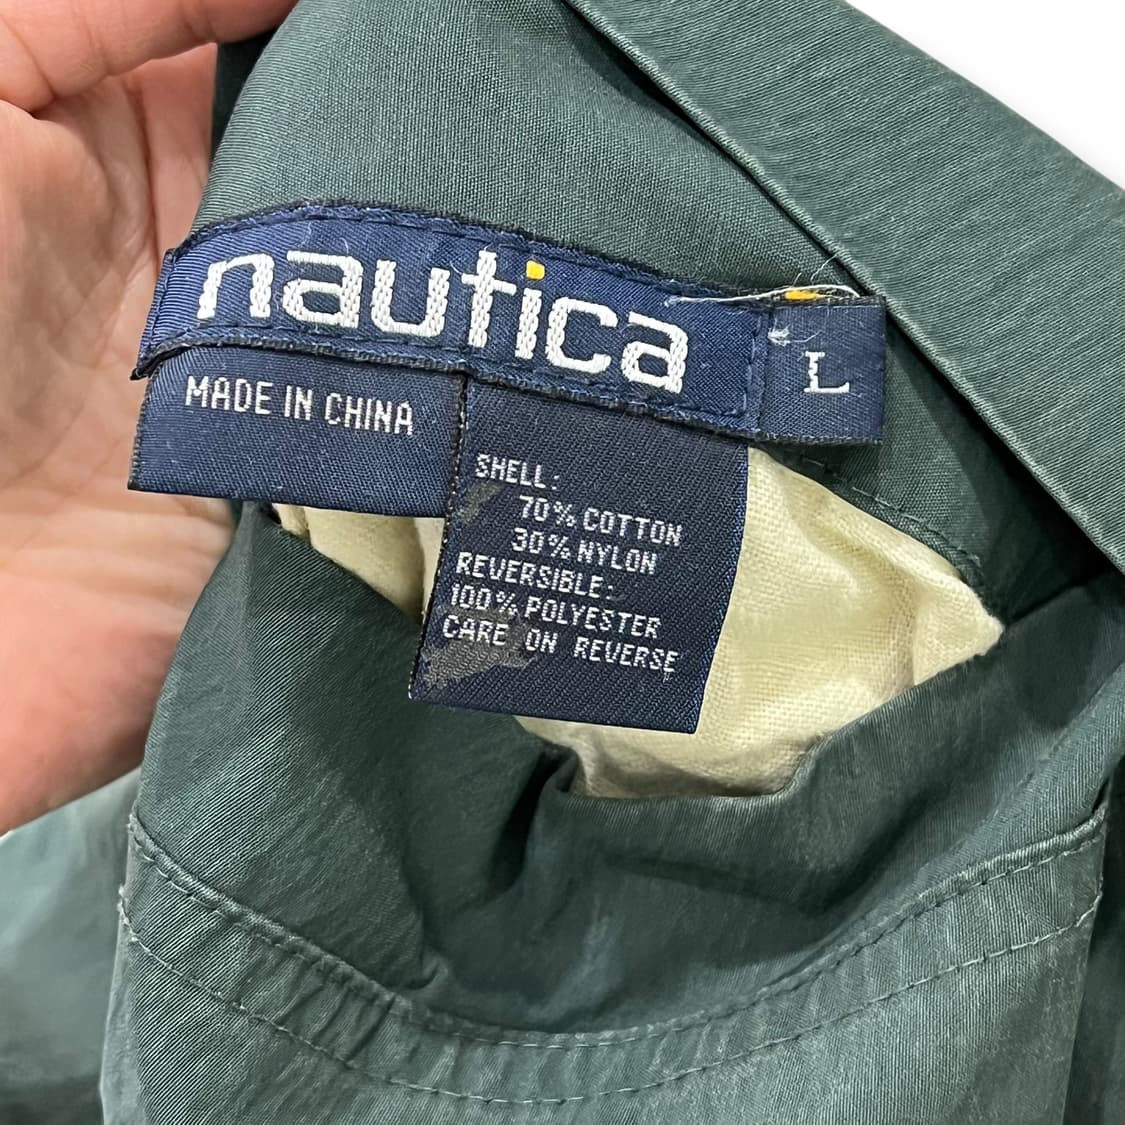 nautica
L
MADE IN CHINA
SHELL:
70% COTTON
30% NYLON
REVERSIBLE:
100% POLYESTER
CARE ON REVERSE